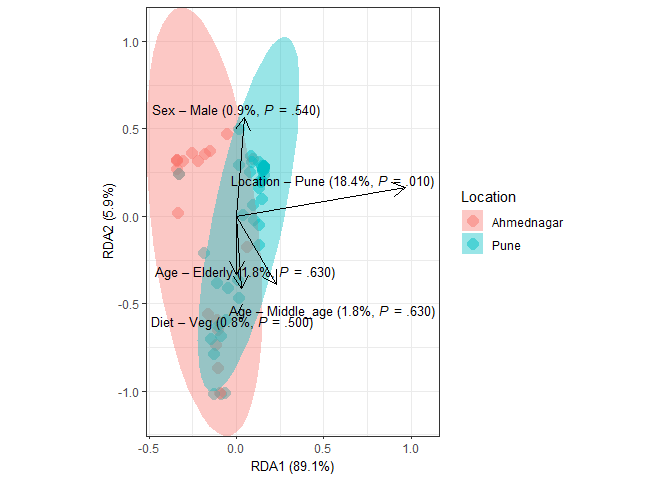 1.0
Sex – Male (0.9%, P = .540)
0.5
Location – Pune (18.4%, P = .010)
0.0
Age – Elderly (1.8%, P = .630)
-0.5
Age – Middle_age (1.8%, P = .630)
Diet – Veg (0.8%, P = .500)
-1.0
-0.5
0.0
0.5
1.0
RDA1 (89.1%)
RDA2 (5.9%)
Location
Ahmednagar
Pune